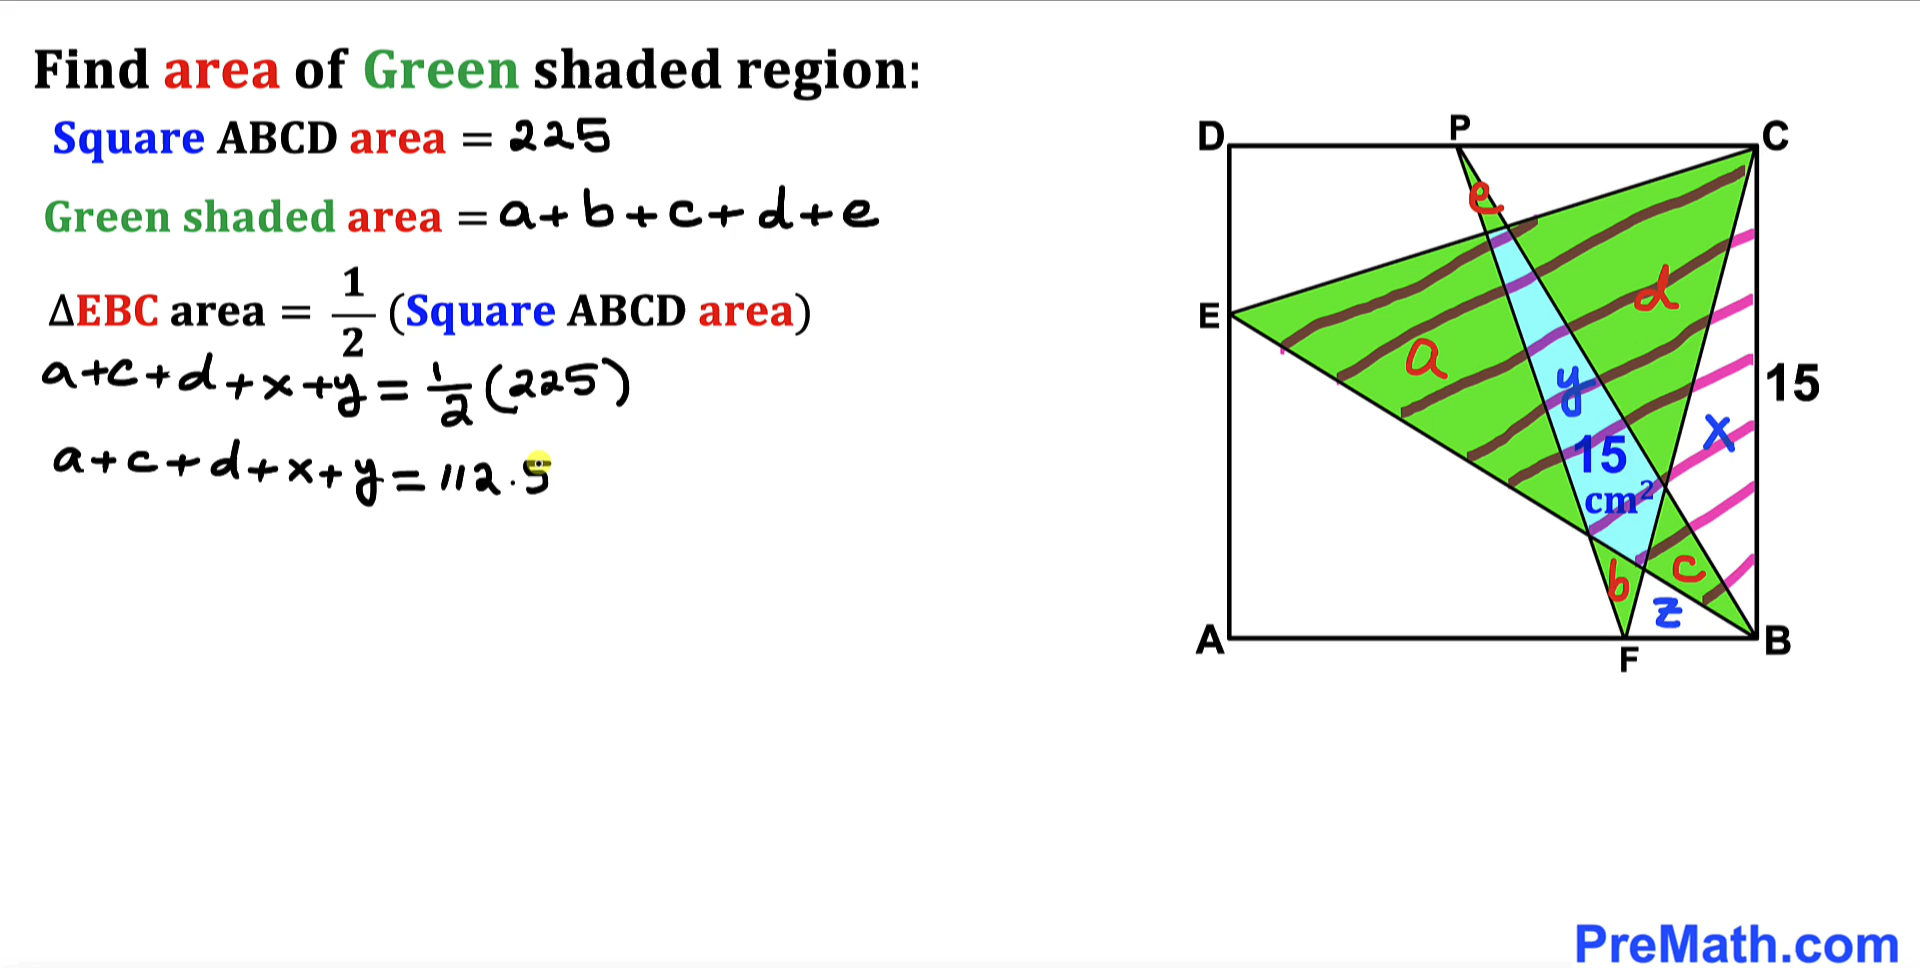 Find area of Green shaded region:
Square ABCD area = 225
Green shaded area = a+b+c+d+e
ΔEBC area = 1/2 (Square ABCD area)
a+c+d+x+y = 1/2 (225)
a+c+d+x+y = 112.5
D
P
C
e
d
E
a
y
15
x
15
cm²
b
c
z
A
B
F
PreMath.com